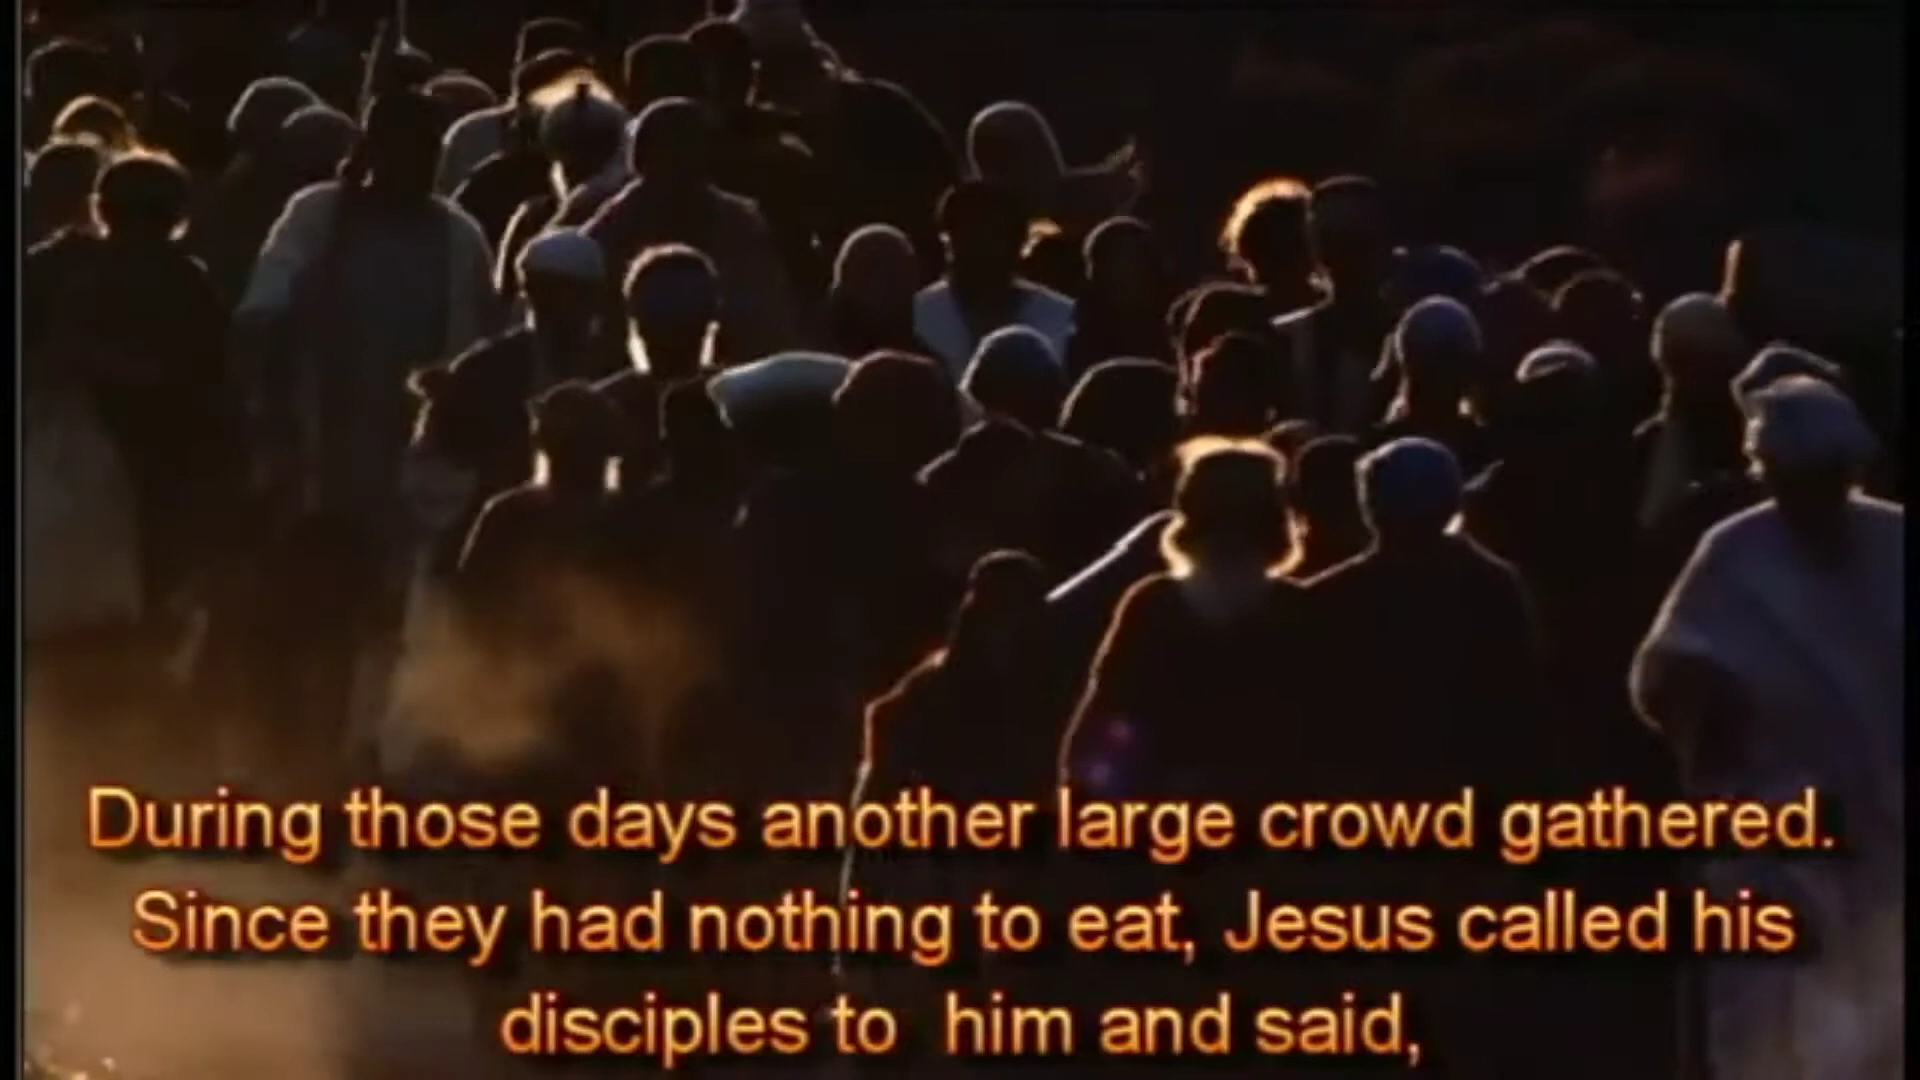 During those days another large crowd gathered.
Since they had nothing to eat, Jesus called his
disciples to him and said,